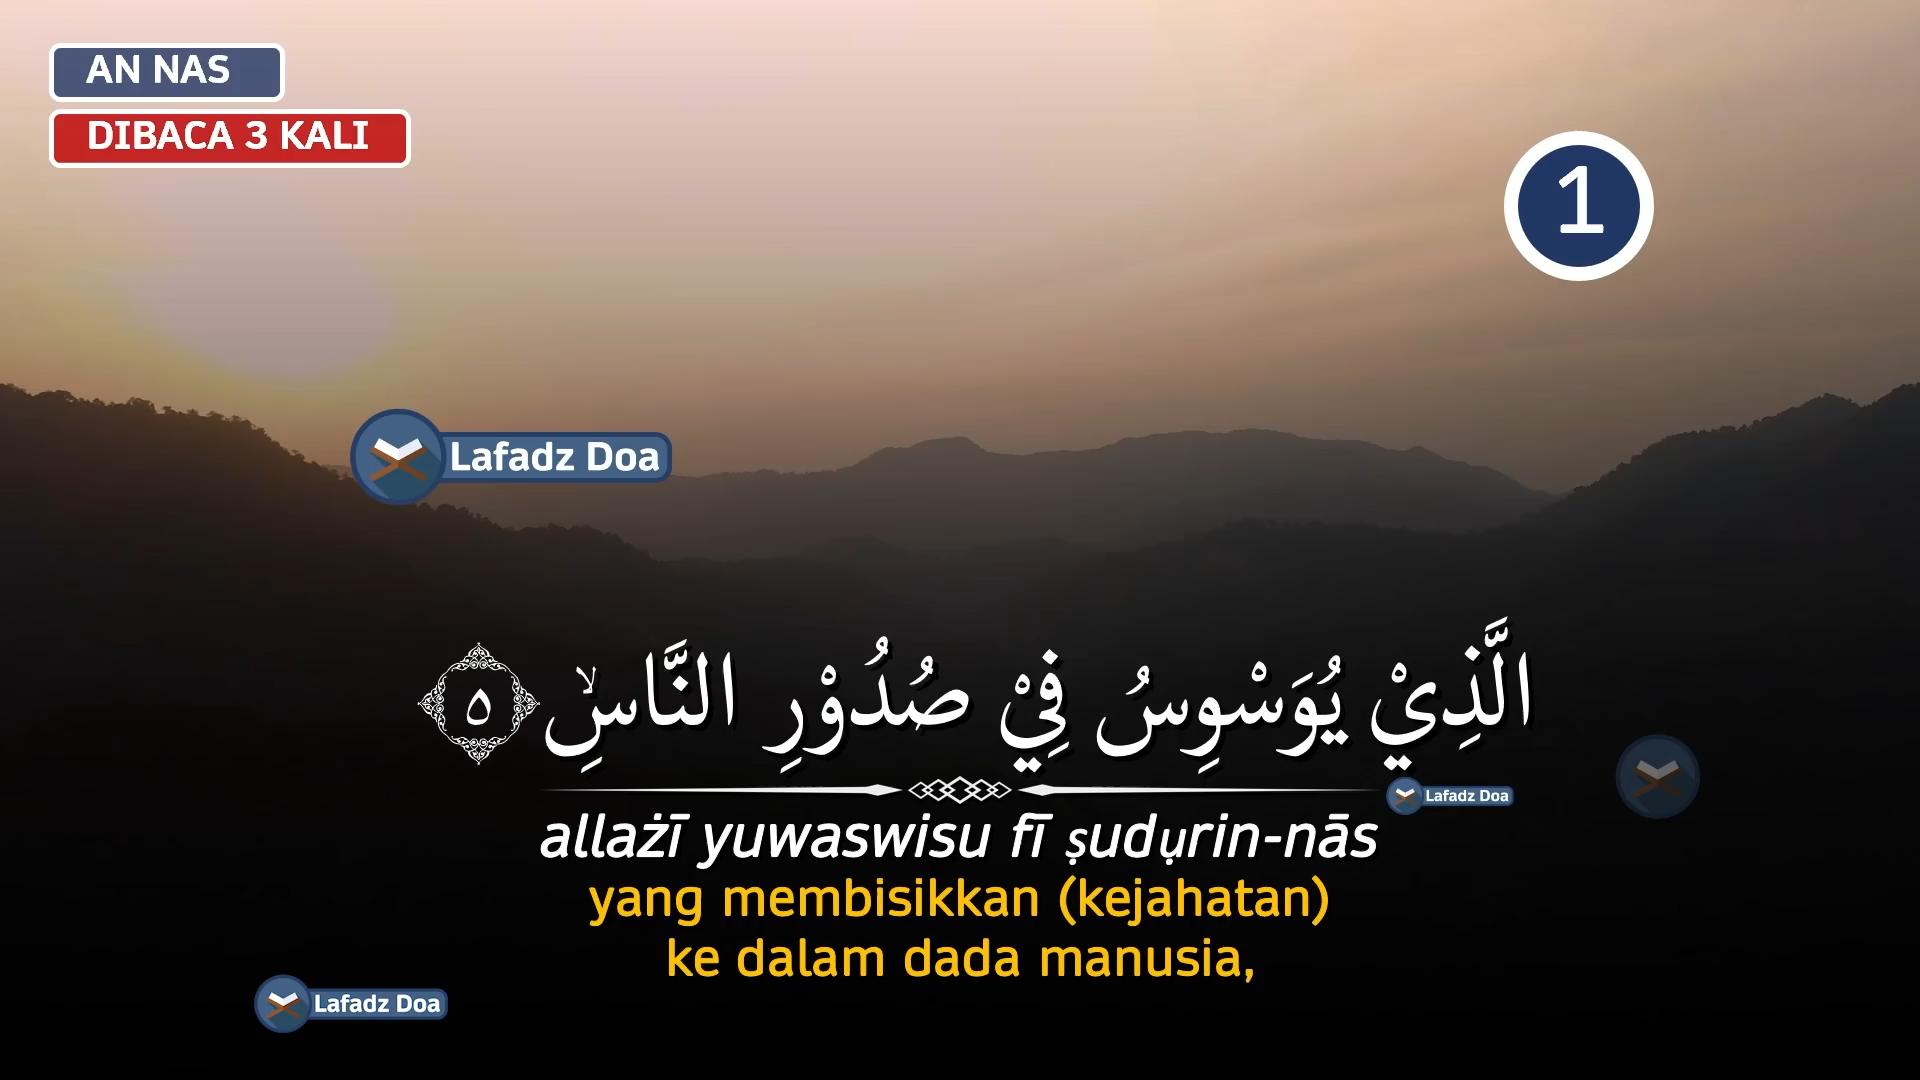 AN NAS
DIBACA 3 KALI
1
Lafadz Doa
الَّذِيْ يُوَسْوِسُ فِيْ صُدُوْرِ النَّاسِۙ ٥
Lafadz Doa
allażī yuwaswisu fī ṣudụrin-nās
yang membisikkan (kejahatan)
ke dalam dada manusia,
Lafadz Doa